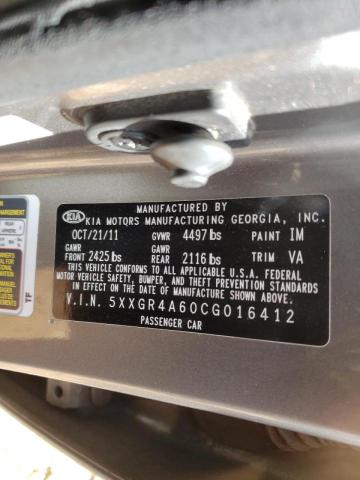 MANUFACTURED BY
KIA KIA MOTORS MANUFACTURING GEORGIA, INC.
OCT/21/11 GVWR 4497 lbs PAINT IM
GAWR GAWR
FRONT 2425 lbs REAR 2116 lbs TRIM VA
THIS VEHICLE CONFORMS TO ALL APPLICABLE U.S.A. FEDERAL
MOTOR VEHICLE SAFETY, BUMPER, AND THEFT PREVENTION STANDARDS
IN EFFECT ON THE DATE OF MANUFACTURE SHOWN ABOVE.
V.I.N. 5XXGR4A60CG016412
PASSENGER CAR
TF